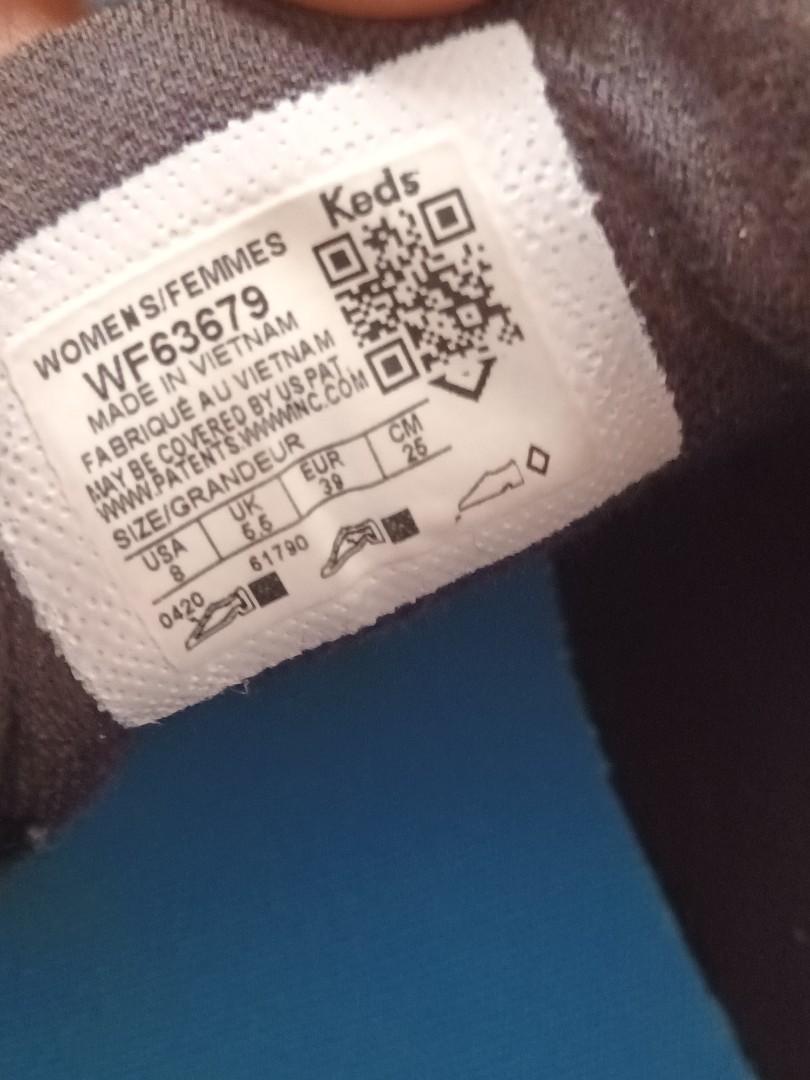 Keds
WOMENS/FEMMES
WF63679
MADE IN VIETNAM
FABRIQUÉ AU VIETNAM
MAY BE COVERED BY US PAT.
WWW.PATENTS.WWWINC.COM
SIZE/GRANDEUR
USA UK EUR CM
8 5.5 39 25
0420 61790